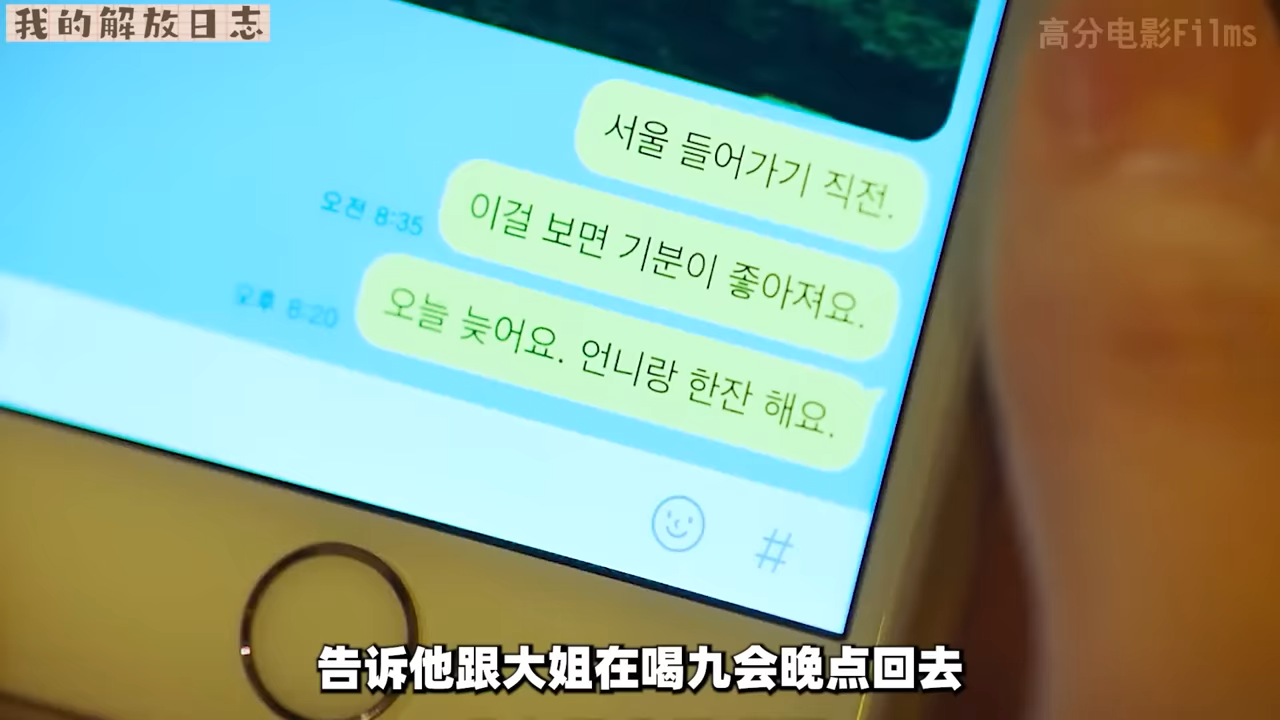 我的解放日志
高分电影Films
서울 들어가기 직전.
오전 8:35
이걸 보면 기분이 좋아져요.
오후 8:20
오늘 늦어요. 언니랑 한잔 해요.
#
告诉他跟大姐在喝九会晚点回去